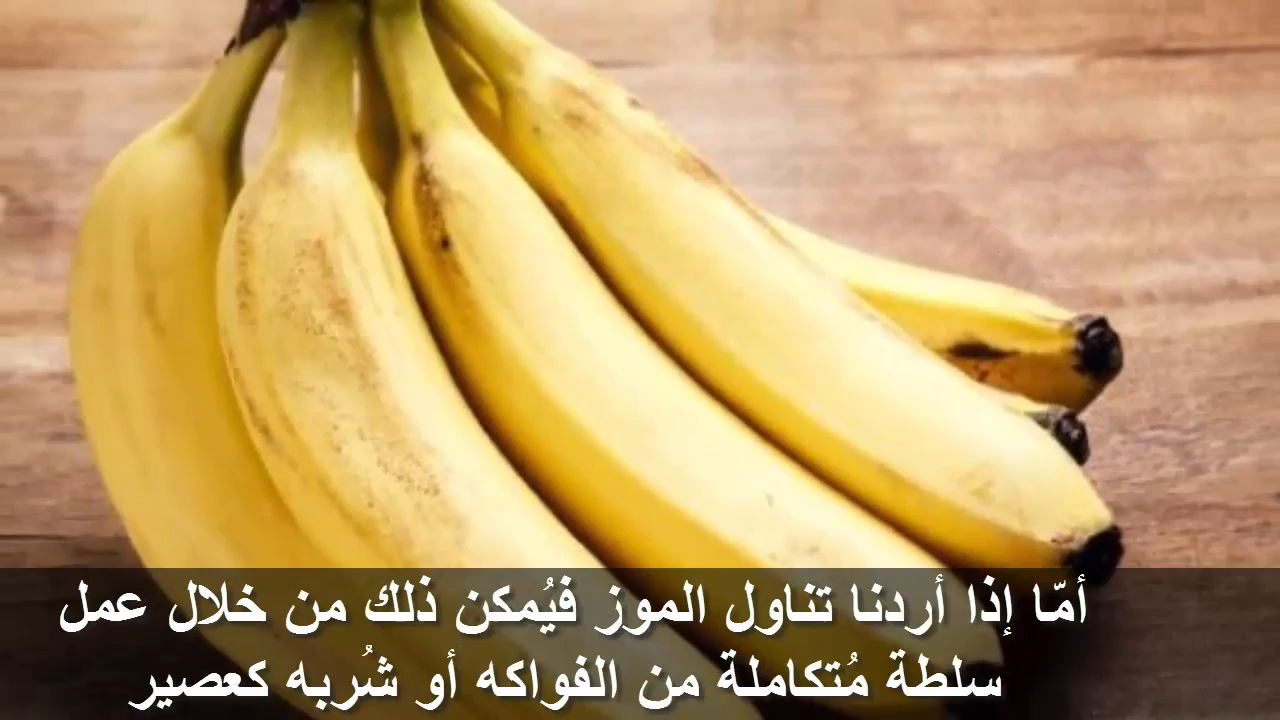 أمّا إذا أردنا تناول الموز فيُمكن ذلك من خلال عمل
سلطة مُتكاملة من الفواكه أو شُربه كعصير